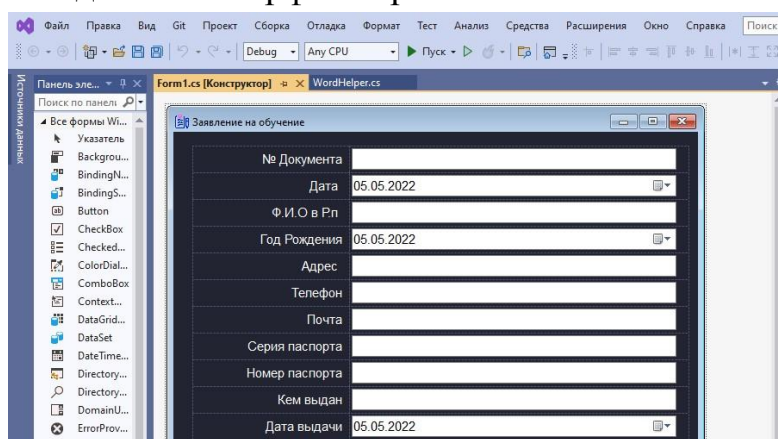 Файл Правка Вид Git Проект Сборка Отладка Формат Тест Анализ Средства Расширения Окно Справка Поиск
Debug Any CPU Пуск
Источники данных
Панель эле...
Form1.cs [Конструктор] WordHelper.cs
Поиск по панели
Все формы Wi...
Указатель
Backgrou...
BindingN...
BindingS...
Button
CheckBox
Checked...
ColorDial...
ComboBox
Context...
DataGrid...
DataSet
DateTime...
Directory...
Directory...
DomainU...
ErrorProv...
Заявление на обучение
№ Документа
Дата 05.05.2022
Ф.И.О в Р.п
Год Рождения 05.05.2022
Адрес
Телефон
Почта
Серия паспорта
Номер паспорта
Кем выдан
Дата выдачи 05.05.2022